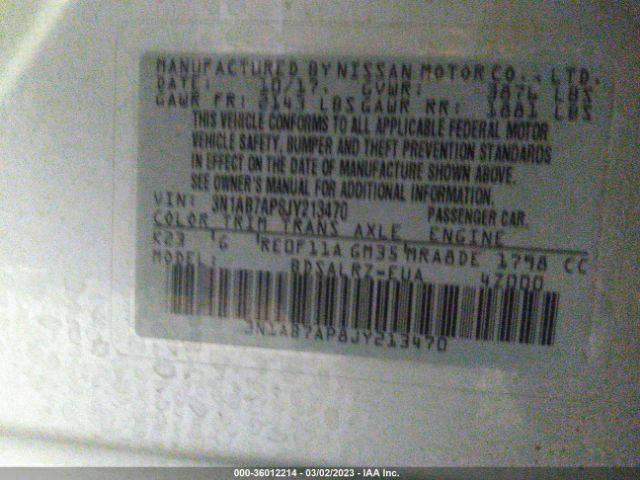 MANUFACTURED BY NISSAN MOTOR CO., LTD.
DATE: 10/17. GVWR: 3876 LBS
GAWR FR: 2143 LBS GAWR RR: 1881 LBS
THIS VEHICLE CONFORMS TO ALL APPLICABLE FEDERAL MOTOR
VEHICLE SAFETY, BUMPER AND THEFT PREVENTION STANDARDS
IN EFFECT ON THE DATE OF MANUFACTURE SHOWN ABOVE.
SEE OWNER'S MANUAL FOR ADDITIONAL INFORMATION.
VIN: 3N1AB7AP8JY213470 PASSENGER CAR.
COLOR TRIM TRANS AXLE ENGINE
K23 'G RE0F11A GM35 MRA8DE 1798 CC
MODEL: BDSALRZ-EUA 4Z000
3N1AB7AP8JY213470
000-36012214 - 03/02/2023 - IAA Inc.